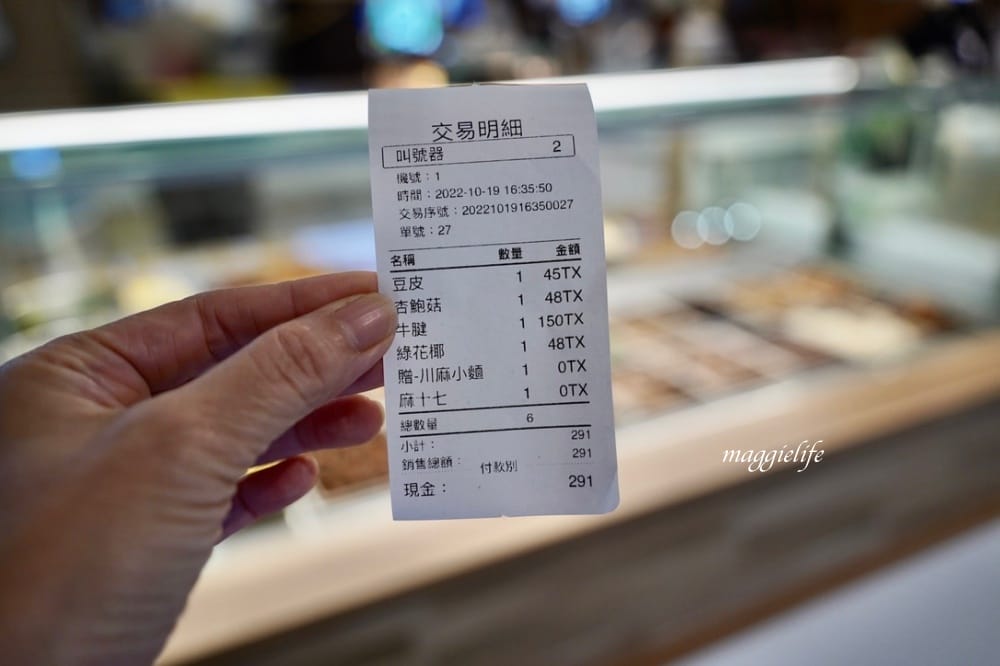 交易明細
叫號器 2
機號：1
時間：2022-10-19 16:35:50
交易序號：2022101916350027
單號：27
名稱 數量 金額
豆皮 1 45TX
杏鮑菇 1 48TX
牛腱 1 150TX
綠花椰 1 48TX
贈-川麻小麵 1 0TX
麻十七 1 0TX
總數量 6
小計： 291
銷售總額： 291
付款別
現金： 291
maggielife